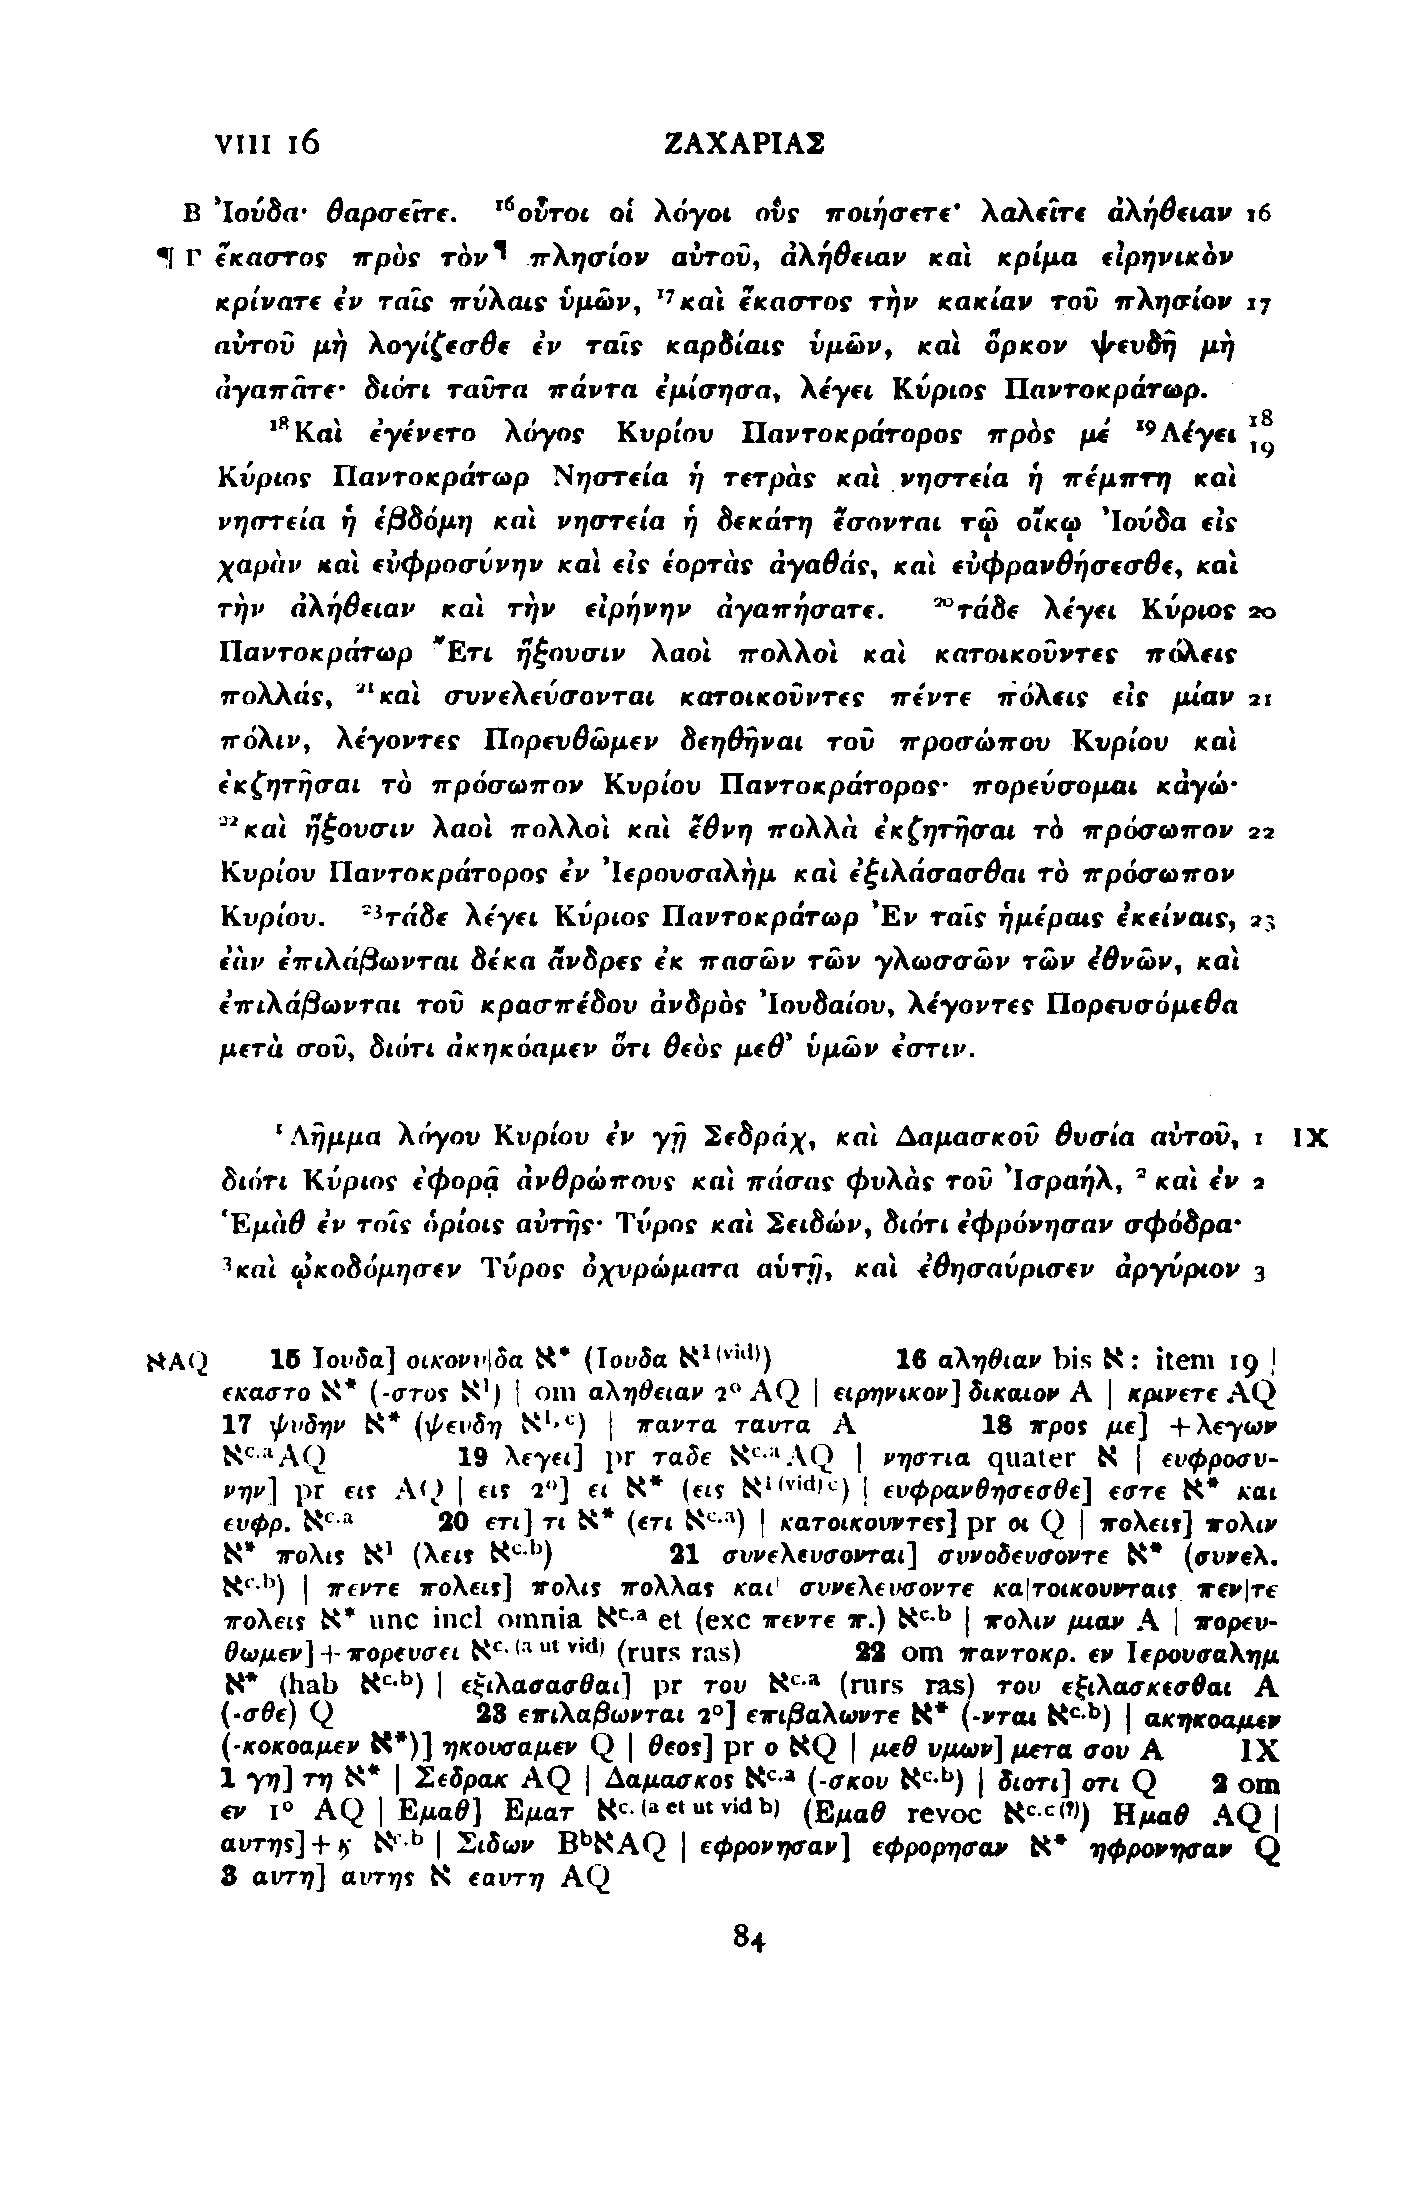 VIII 16 ΖΑΧΑΡΙΑΣ
B Ἰούδα· θαρσεῖτε. ¹⁶οὗτοι οἱ λόγοι οὓς ποιήσετε· λαλεῖτε ἀλήθειαν 16
¶ Γ ἕκαστος πρὸς τὸν¶ πλησίον αὐτοῦ, ἀλήθειαν καὶ κρίμα εἰρηνικὸν
κρίνατε ἐν ταῖς πύλαις ὑμῶν, ¹⁷καὶ ἕκαστος τὴν κακίαν τοῦ πλησίον 17
αὐτοῦ μὴ λογίζεσθε ἐν ταῖς καρδίαις ὑμῶν, καὶ ὅρκον ψευδῆ μὴ
ἀγαπᾶτε· διότι ταῦτα πάντα ἐμίσησα, λέγει Κύριος Παντοκράτωρ.
¹⁸Καὶ ἐγένετο λόγος Κυρίου Παντοκράτορος πρὸς μέ ¹⁹Λέγει 18 19
Κύριος Παντοκράτωρ Νηστεία ἡ τετρὰς καὶ νηστεία ἡ πέμπτη καὶ
νηστεία ἡ ἑβδόμη καὶ νηστεία ἡ δεκάτη ἔσονται τῷ οἴκῳ Ἰούδα εἰς
χαρὰν καὶ εὐφροσύνην καὶ εἰς ἑορτὰς ἀγαθάς, καὶ εὐφρανθήσεσθε, καὶ
τὴν ἀλήθειαν καὶ τὴν εἰρήνην ἀγαπήσατε. ²⁰τάδε λέγει Κύριος 20
Παντοκράτωρ Ἔτι ἥξουσιν λαοὶ πολλοὶ καὶ κατοικοῦντες πόλεις
πολλάς, ²¹καὶ συνελεύσονται κατοικοῦντες πέντε πόλεις εἰς μίαν 21
πόλιν, λέγοντες Πορευθῶμεν δεηθῆναι τοῦ προσώπου Κυρίου καὶ
ἐκζητῆσαι τὸ πρόσωπον Κυρίου Παντοκράτορος· πορεύσομαι κἀγώ·
²²καὶ ἥξουσιν λαοὶ πολλοὶ καὶ ἔθνη πολλὰ ἐκζητῆσαι τὸ πρόσωπον 22
Κυρίου Παντοκράτορος ἐν Ἰερουσαλὴμ καὶ ἐξιλάσασθαι τὸ πρόσωπον
Κυρίου. ²³τάδε λέγει Κύριος Παντοκράτωρ Ἐν ταῖς ἡμέραις ἐκείναις, 23
ἐὰν ἐπιλάβωνται δέκα ἄνδρες ἐκ πασῶν τῶν γλωσσῶν τῶν ἐθνῶν, καὶ
ἐπιλάβωνται τοῦ κρασπέδου ἀνδρὸς Ἰουδαίου, λέγοντες Πορευσόμεθα
μετὰ σοῦ, διότι ἀκηκόαμεν ὅτι θεὸς μεθ’ ὑμῶν ἐστιν.
¹Λῆμμα λόγου Κυρίου ἐν γῇ Σεδράχ, καὶ Δαμασκοῦ θυσία αὐτοῦ, 1 IX
διότι Κύριος ἐφορᾷ ἀνθρώπους καὶ πάσας φυλὰς τοῦ Ἰσραήλ, ²καὶ ἐν 2
Ἑμὰθ ἐν τοῖς ὁρίοις αὐτῆς· Τύρος καὶ Σειδών, διότι ἐφρόνησαν σφόδρα·
³καὶ ᾠκοδόμησεν Τύρος ὀχυρώματα αὑτῇ, καὶ ἐθησαύρισεν ἀργύριον 3
אAQ 15 Ιουδα] οικονν|δα א* (Ιουδα א¹⁽ᵛⁱᵈ⁾) 16 αληθιαν bis א: item 19 |
εκαστο א* (-στος א¹) | om αληθειαν 2° AQ | ειρηνικον] δικαιον A | κρινετε AQ
17 ψυδην א* (ψευδη א¹·ᶜ) | παντα ταυτα A 18 προς με] +λεγων
אᶜ·ᵃAQ 19 λεγει] pr ταδε אᶜ·ᵃAQ | νηστια quater א | ευφροσυ-
νην] pr εις AQ | εις 2°] ει א* (εις א¹⁽ᵛⁱᵈ⁾ᶜ) | ευφρανθησεσθε] εστε א* και
ευφρ. אᶜ·ᵃ 20 ετι] τι א* (ετι אᶜ·ᵃ) | κατοικουντες] pr οι Q | πολεις] πολιν
א* πολις א¹ (λεις אᶜ·ᵇ) 21 συνελευσονται] συνοδευσοντε א* (συνελ.
אᶜ·ᵇ) | πεντε πολεις] πολις πολλας και| συνελευσοντε κα|τοικουνταις πεν|τε
πολεις א* unc incl omnia אᶜ·ᵃ et (exc πεντε π.) אᶜ·ᵇ | πολιν μιαν A | πορευ-
θωμεν]+πορευσει אᶜ·⁽ᵃ ᵘᵗ ᵛⁱᵈ⁾ (rurs ras) 22 om παντοκρ. εν Ιερουσαλημ
א* (hab אᶜ·ᵇ) | εξιλασασθαι] pr του אᶜ·ᵃ (rurs ras) του εξιλασκεσθαι A
(-σθε) Q 23 επιλαβωνται 2°] επιβαλωντε א* (-νται אᶜ·ᵇ) | ακηκοαμεν
(-κοκοαμεν א*)] ηκουσαμεν Q | θεος] pr ο אQ | μεθ υμων] μετα σου A IX
1 γη] τη א* | Σεδρακ AQ | Δαμασκος אᶜ·ᵃ (-σκου אᶜ·ᵇ) | διοτι] οτι Q 2 om
εν 1° AQ | Εμαθ] Εματ אᶜ·⁽ᵃ ᵉᵗ ᵘᵗ ᵛⁱᵈ ᵇ⁾ (Εμαθ revoc אᶜ·ᶜ⁽?⁾) Ημαθ AQ |
αυτης]+ϗ אᶜ·ᵇ | Σιδων BᵇאAQ | εφρονησαν] εφρορησαν א* ηφρονησαν Q
3 αυτη] αυτης א εαυτη AQ
84